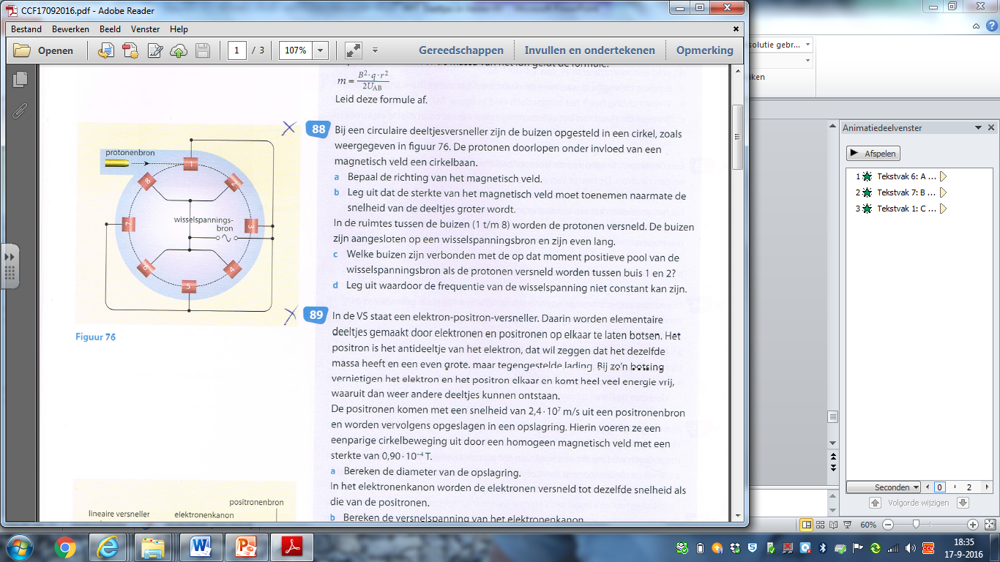 CCF17092016.pdf - Adobe Reader
Bestand Bewerken Beeld Venster Help
Openen 1 / 3 107% Gereedschappen Invullen en ondertekenen Opmerking
m = B²·q·r² / 2U_AB
Leid deze formule af.
88 Bij een circulaire deeltjesversneller zijn de buizen opgesteld in een cirkel, zoals
weergegeven in figuur 76. De protonen doorlopen onder invloed van een
magnetisch veld een cirkelbaan.
a Bepaal de richting van het magnetisch veld.
b Leg uit dat de sterkte van het magnetisch veld moet toenemen naarmate de
snelheid van de deeltjes groter wordt.
In de ruimtes tussen de buizen (1 t/m 8) worden de protonen versneld. De buizen
zijn aangesloten op een wisselspanningsbron en zijn even lang.
c Welke buizen zijn verbonden met de op dat moment positieve pool van de
wisselspanningsbron als de protonen versneld worden tussen buis 1 en 2?
d Leg uit waardoor de frequentie van de wisselspanning niet constant kan zijn.
89 In de VS staat een elektron-positron-versneller. Daarin worden elementaire
deeltjes gemaakt door elektronen en positronen op elkaar te laten botsen. Het
positron is het antideeltje van het elektron, dat wil zeggen dat het dezelfde
massa heeft en een even grote, maar tegengestelde lading. Bij zo'n botsing
vernietigen het elektron en het positron elkaar en komt heel veel energie vrij,
waaruit dan weer andere deeltjes kunnen ontstaan.
De positronen komen met een snelheid van 2,4·10⁷ m/s uit een positronenbron
en worden vervolgens opgeslagen in een opslagring. Hierin voeren ze een
eenparige cirkelbeweging uit door een homogeen magnetisch veld met een
sterkte van 0,90·10⁻⁴ T.
a Bereken de diameter van de opslagring.
In het elektronenkanon worden de elektronen versneld tot dezelfde snelheid als
die van de positronen.
b Bereken de versnelspanning van het elektronenkanon.
protonenbron
1
2
3
4
5
6
7
8
wisselspannings-
bron
Figuur 76
positronenbron
lineaire versneller elektronenkanon
solutie gebr...
iken
Animatiedeelvenster
Afspelen
1 Tekstvak 6: A ...
2 Tekstvak 7: B ...
3 Tekstvak 1: C ...
Seconden 0 2
Volgorde wijzigen
60%
18:35
17-9-2016